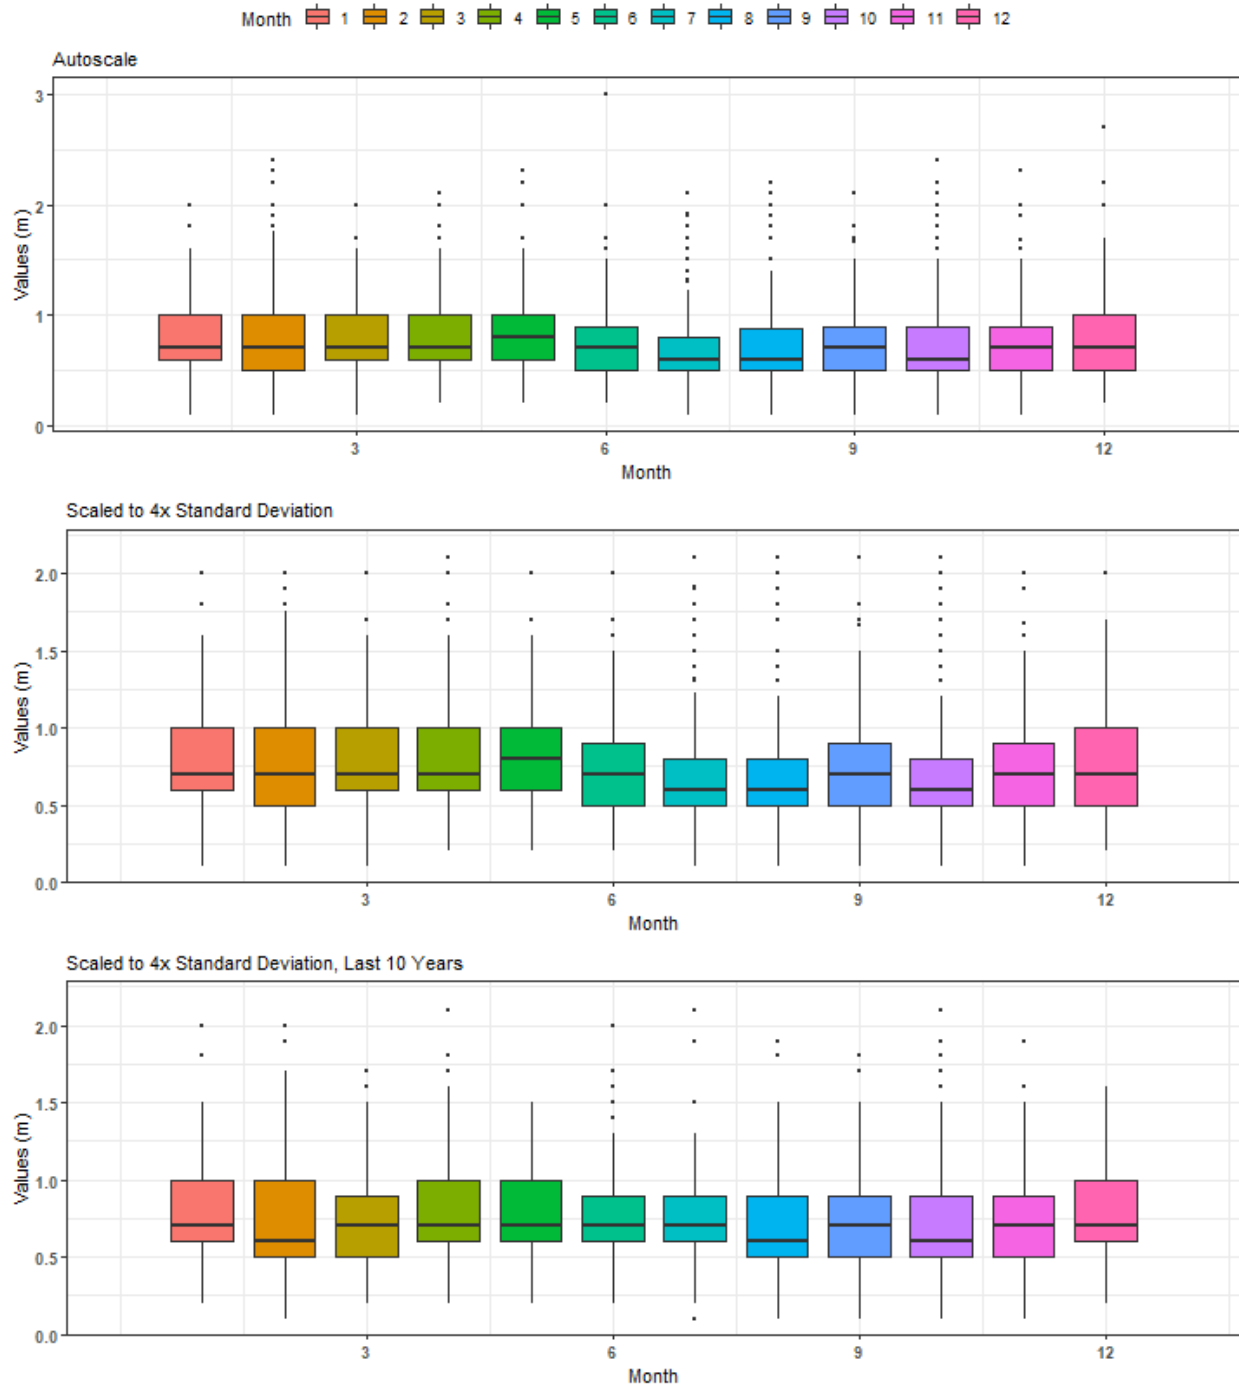 Month 1 2 3 4 5 6 7 8 9 10 11 12
Autoscale
Values (m)
3
2
1
0
3 6 9 12
Month
Scaled to 4x Standard Deviation
Values (m)
2.0
1.5
1.0
0.5
0.0
3 6 9 12
Month
Scaled to 4x Standard Deviation, Last 10 Years
Values (m)
2.0
1.5
1.0
0.5
0.0
3 6 9 12
Month